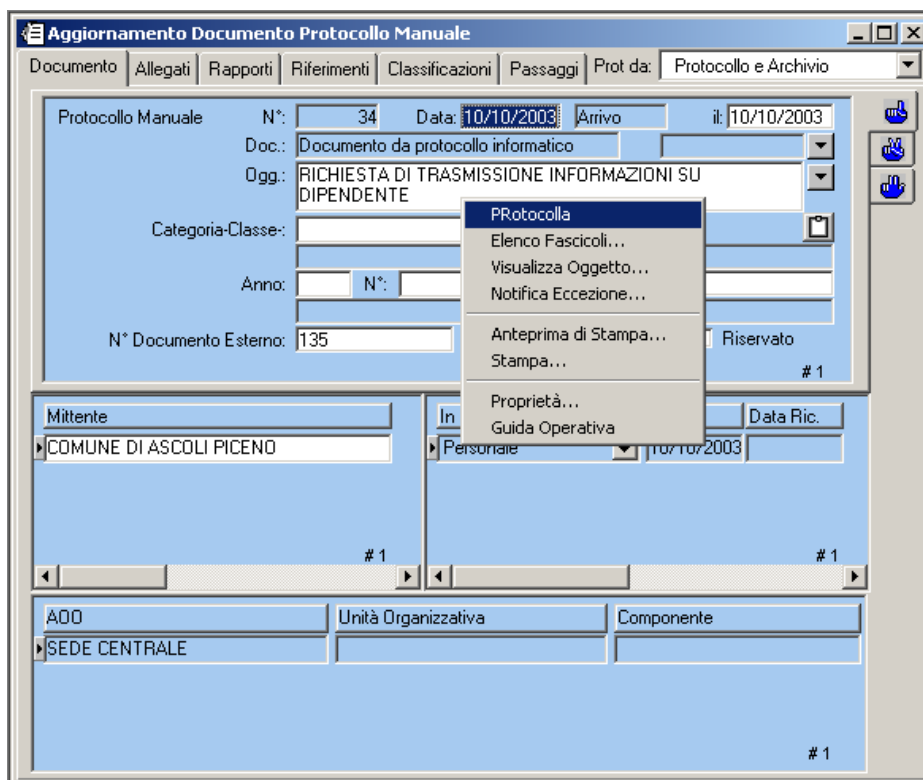 Aggiornamento Documento Protocollo Manuale
Documento Allegati Rapporti Riferimenti Classificazioni Passaggi Prot da: Protocollo e Archivio
Protocollo Manuale N°: 34 Data: 10/10/2003 Arrivo il: 10/10/2003
Doc.: Documento da protocollo informatico
Ogg.: RICHIESTA DI TRASMISSIONE INFORMAZIONI SU
DIPENDENTE
PRotocolla
Categoria-Classe-:
Elenco Fascicoli...
Visualizza Oggetto...
Anno: N°:
Notifica Eccezione...
N° Documento Esterno: 135
Anteprima di Stampa...
Riservato
Stampa...
# 1
Proprietà...
Guida Operativa
Mittente In Data Ric.
COMUNE DI ASCOLI PICENO Personale 10/10/2003
# 1 # 1
AOO Unità Organizzativa Componente
SEDE CENTRALE
# 1